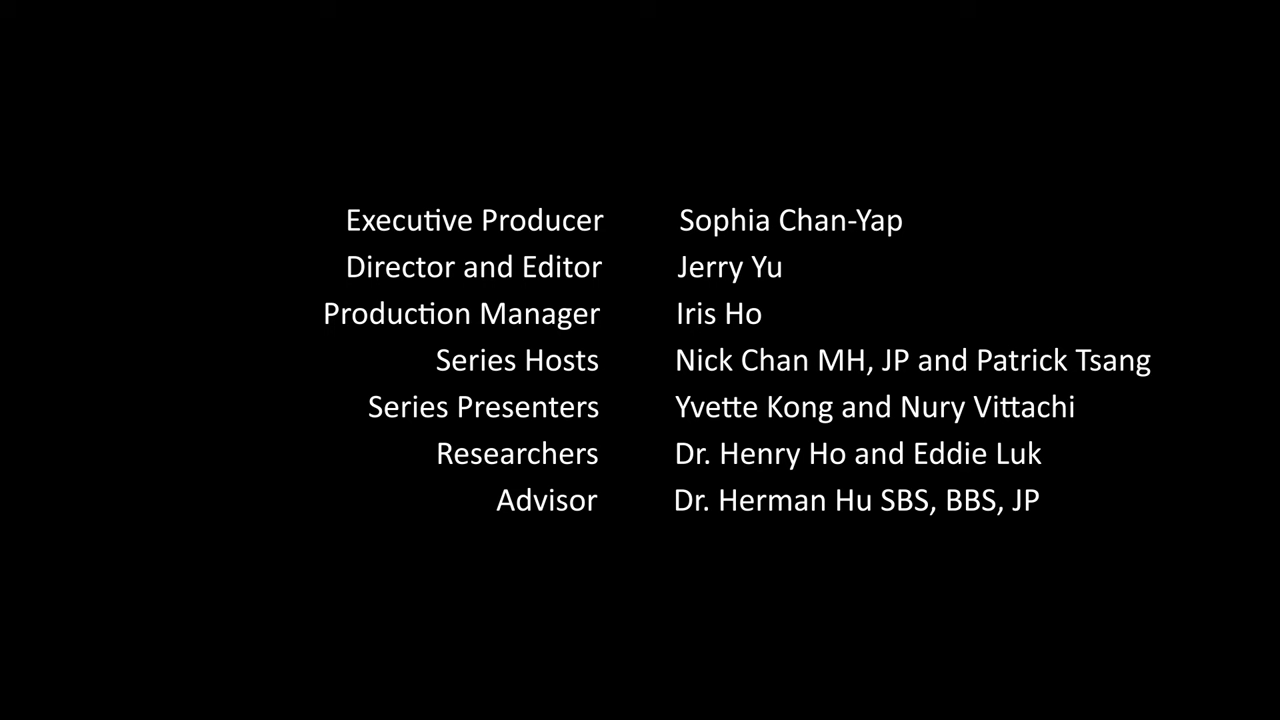 Executive Producer Sophia Chan-Yap
Director and Editor Jerry Yu
Production Manager Iris Ho
Series Hosts Nick Chan MH, JP and Patrick Tsang
Series Presenters Yvette Kong and Nury Vittachi
Researchers Dr. Henry Ho and Eddie Luk
Advisor Dr. Herman Hu SBS, BBS, JP